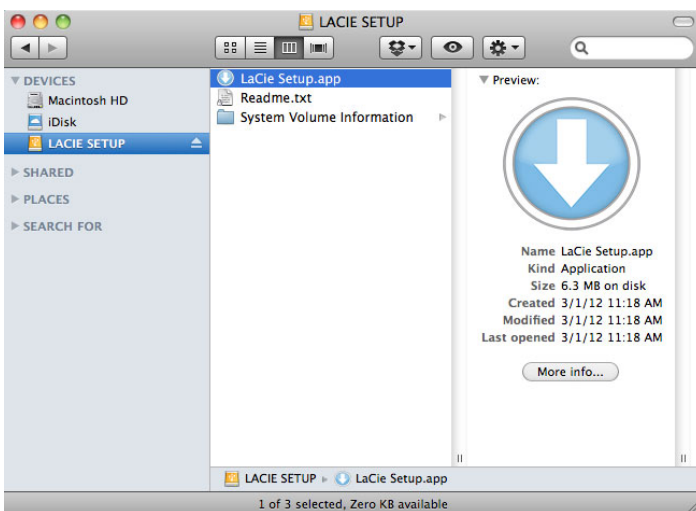 LACIE SETUP
DEVICES
Macintosh HD
iDisk
LACIE SETUP
SHARED
PLACES
SEARCH FOR
LaCie Setup.app
Readme.txt
System Volume Information
Preview:
Name LaCie Setup.app
Kind Application
Size 6.3 MB on disk
Created 3/1/12 11:18 AM
Modified 3/1/12 11:18 AM
Last opened 3/1/12 11:18 AM
More info...
LACIE SETUP LaCie Setup.app
1 of 3 selected, Zero KB available